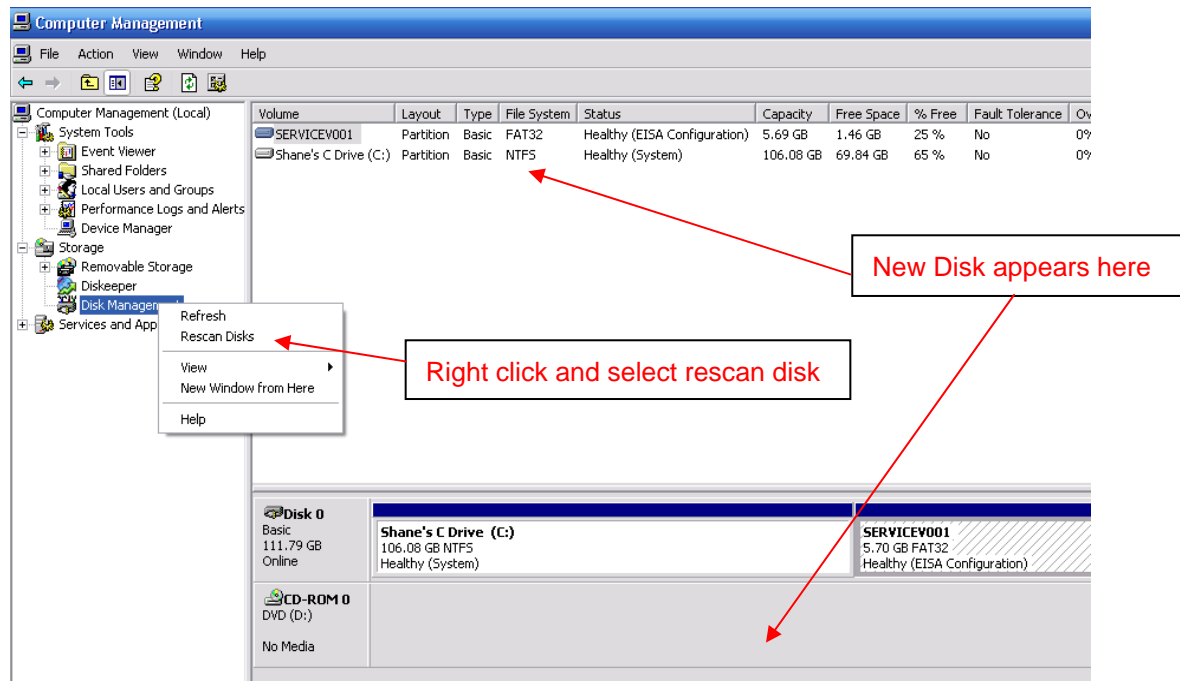 Computer Management
File Action View Window Help
Computer Management (Local)
System Tools
Event Viewer
Shared Folders
Local Users and Groups
Performance Logs and Alerts
Device Manager
Storage
Removable Storage
Diskeeper
Disk Manage
Services and App
Refresh
Rescan Disks
View
New Window from Here
Help
Volume Layout Type File System Status Capacity Free Space % Free Fault Tolerance Ov
SERVICEV001 Partition Basic FAT32 Healthy (EISA Configuration) 5.69 GB 1.46 GB 25 % No 0%
Shane's C Drive (C:) Partition Basic NTFS Healthy (System) 106.08 GB 69.84 GB 65 % No 0%
New Disk appears here
Right click and select rescan disk
Disk 0
Basic
111.79 GB
Online
Shane's C Drive (C:)
106.08 GB NTFS
Healthy (System)
SERVICEV001
5.70 GB FAT32
Healthy (EISA Configuration)
CD-ROM 0
DVD (D:)
No Media